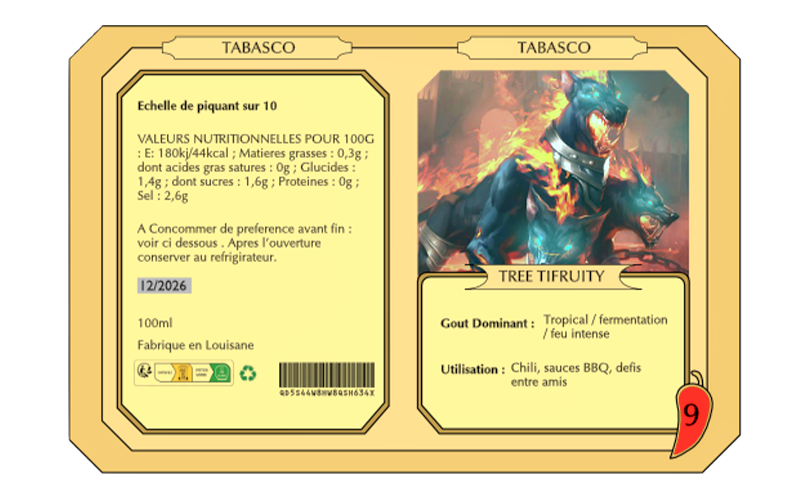 TABASCO
Echelle de piquant sur 10
VALEURS NUTRITIONNELLES POUR 100G
: E: 180kj/44kcal ; Matieres grasses : 0,3g ;
dont acides gras satures : 0g ; Glucides :
1,4g ; dont sucres : 1,6g ; Proteines : 0g ;
Sel : 2,6g
A Concommer de preference avant fin :
voir ci dessous . Apres l'ouverture
conserver au refrigirateur.
12/2026
100ml
Fabrique en Louisane
TABASCO
TREE TIFRUITY
Gout Dominant : Tropical / fermentation
/ feu intense
Utilisation : Chili, sauces BBQ, defis
entre amis
9